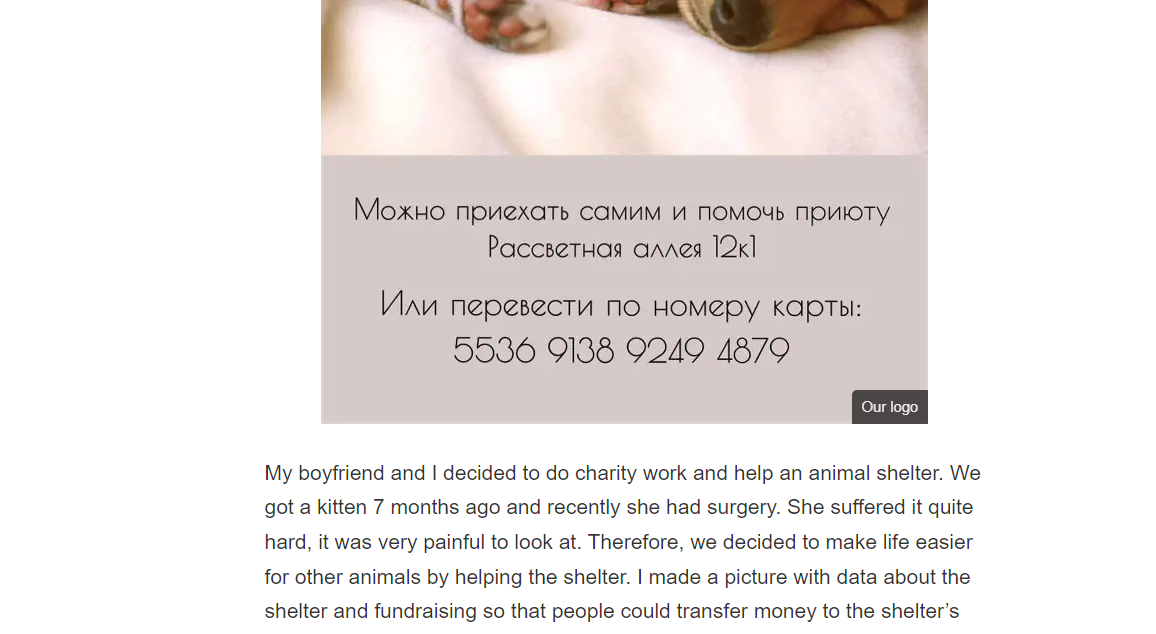 Можно приехать самим и помочь приюту
Рассветная аллея 12к1
Или перевести по номеру карты:
5536 9138 9249 4879
Our logo
My boyfriend and I decided to do charity work and help an animal shelter. We
got a kitten 7 months ago and recently she had surgery. She suffered it quite
hard, it was very painful to look at. Therefore, we decided to make life easier
for other animals by helping the shelter. I made a picture with data about the
shelter and fundraising so that people could transfer money to the shelter’s